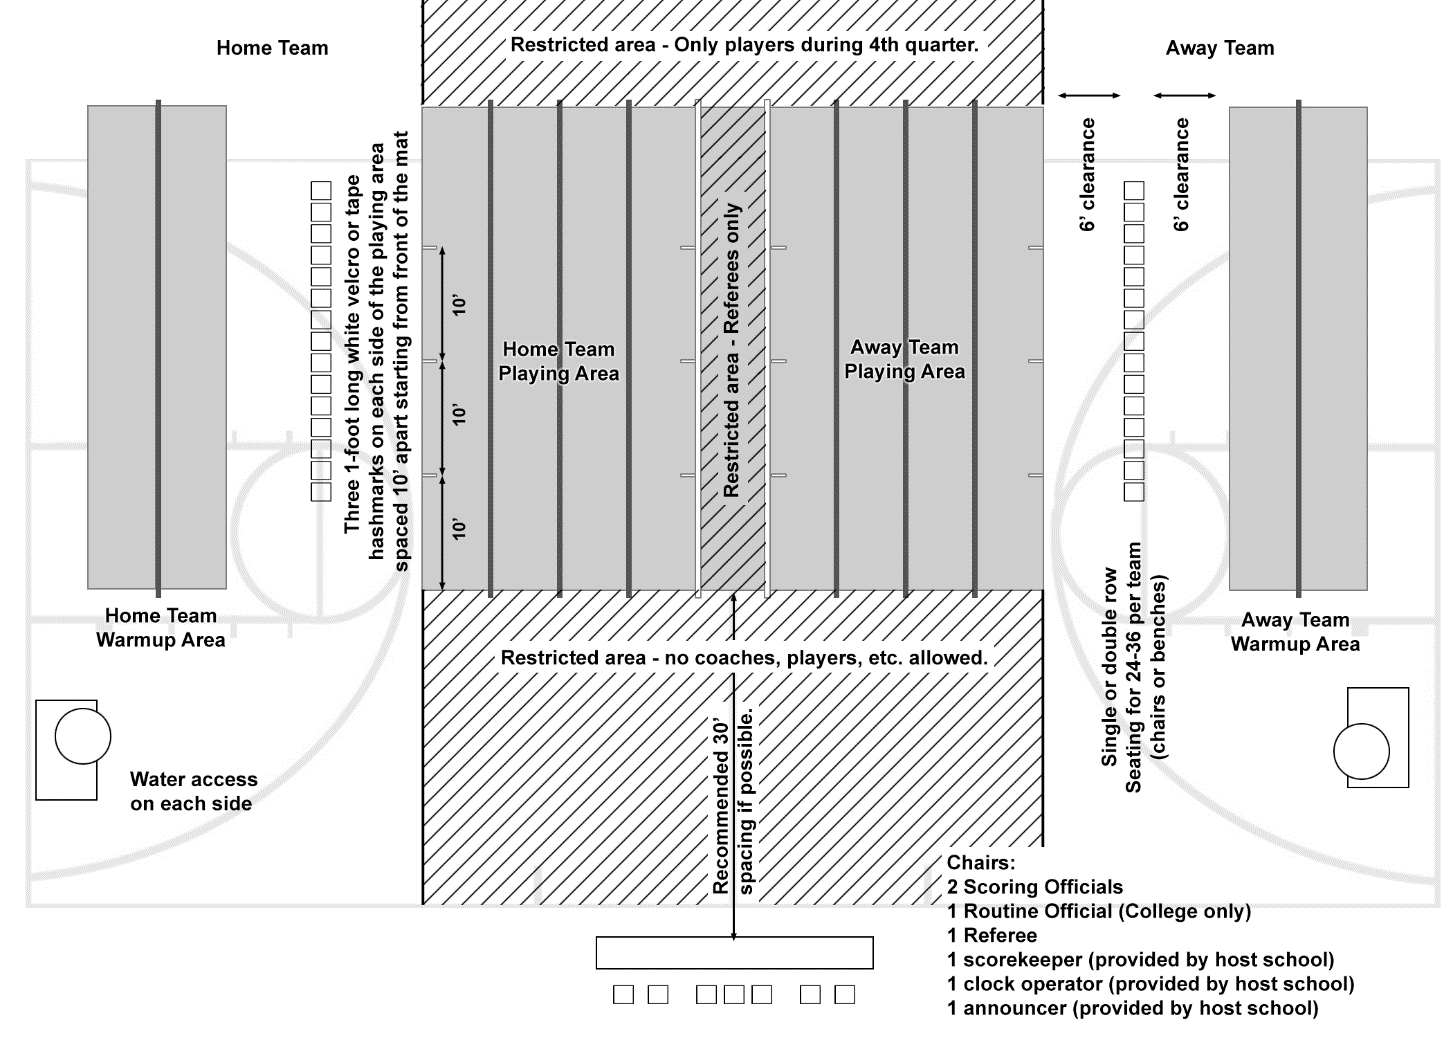 Home Team
Restricted area - Only players during 4th quarter.
Away Team
6’ clearance
6’ clearance
Three 1-foot long white velcro or tape
hashmarks on each side of the playing area
spaced 10’ apart starting from front of the mat
10’
10’
10’
Home Team
Playing Area
Restricted area - Referees only
Away Team
Playing Area
Home Team
Warmup Area
Away Team
Warmup Area
Single or double row
Seating for 24-36 per team
(chairs or benches)
Restricted area - no coaches, players, etc. allowed.
Recommended 30’
spacing if possible.
Water access
on each side
Chairs:
2 Scoring Officials
1 Routine Official (College only)
1 Referee
1 scorekeeper (provided by host school)
1 clock operator (provided by host school)
1 announcer (provided by host school)